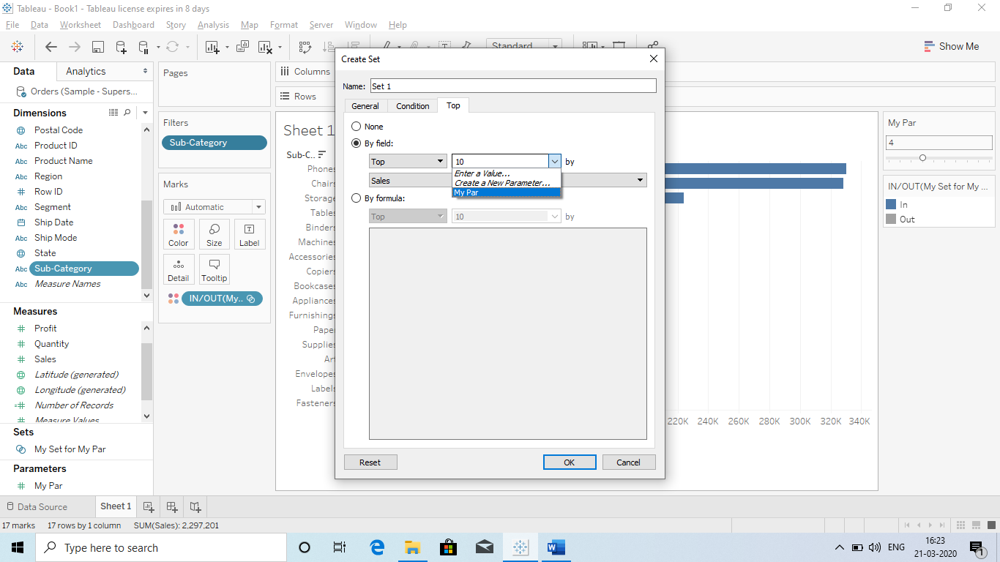 Tableau - Book1 - Tableau license expires in 8 days
File Data Worksheet Dashboard Story Analysis Map Format Server Window Help
Standard
Show Me
Data Analytics
Orders (Sample - Supers...
Dimensions
Postal Code
Abc Product ID
Abc Product Name
Abc Region
Row ID
Abc Segment
Ship Date
Abc Ship Mode
State
Abc Sub-Category
Abc Measure Names
Measures
Profit
Quantity
Sales
Latitude (generated)
Longitude (generated)
Number of Records
Measure Values
Sets
My Set for My Par
Parameters
My Par
Pages
Filters
Sub-Category
Marks
Automatic
Color Size Label
Detail Tooltip
IN/OUT(My..
Columns
Rows
Sheet 1
Sub-C..
Phones
Chairs
Storage
Tables
Binders
Machines
Accessories
Copiers
Bookcases
Appliances
Furnishings
Paper
Supplies
Art
Envelopes
Labels
Fasteners
Create Set
Name: Set 1
General Condition Top
None
By field:
Top 10 by
Enter a Value...
Create a New Parameter...
My Par
Sales
By formula:
Top 10 by
Reset OK Cancel
220K 240K 260K 280K 300K 320K 340K
My Par
4
IN/OUT(My Set for My ...
In
Out
Data Source Sheet 1
17 marks 17 rows by 1 column SUM(Sales): 2,297,201
Type here to search
ENG
16:23
21-03-2020
1